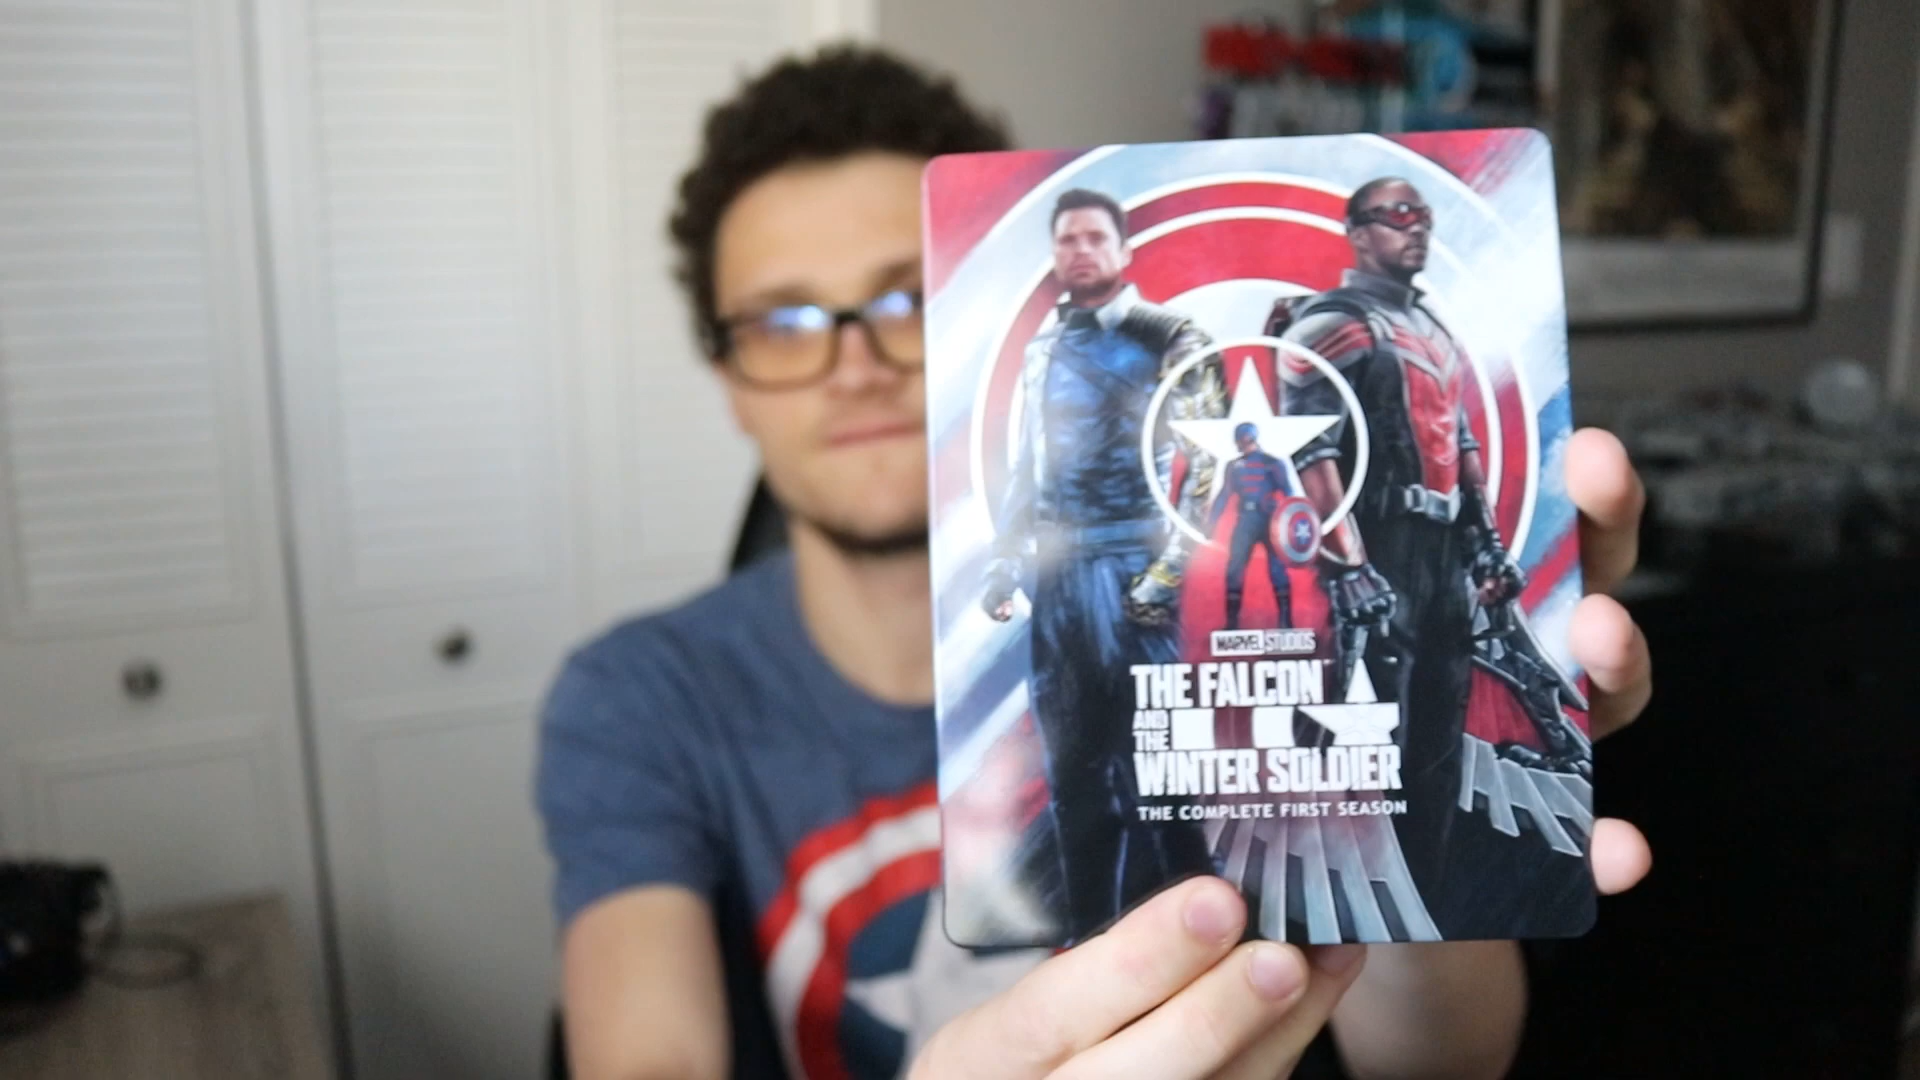 MARVEL STUDIOS
THE FALCON
AND
THE
WINTER SOLDIER
THE COMPLETE FIRST SEASON